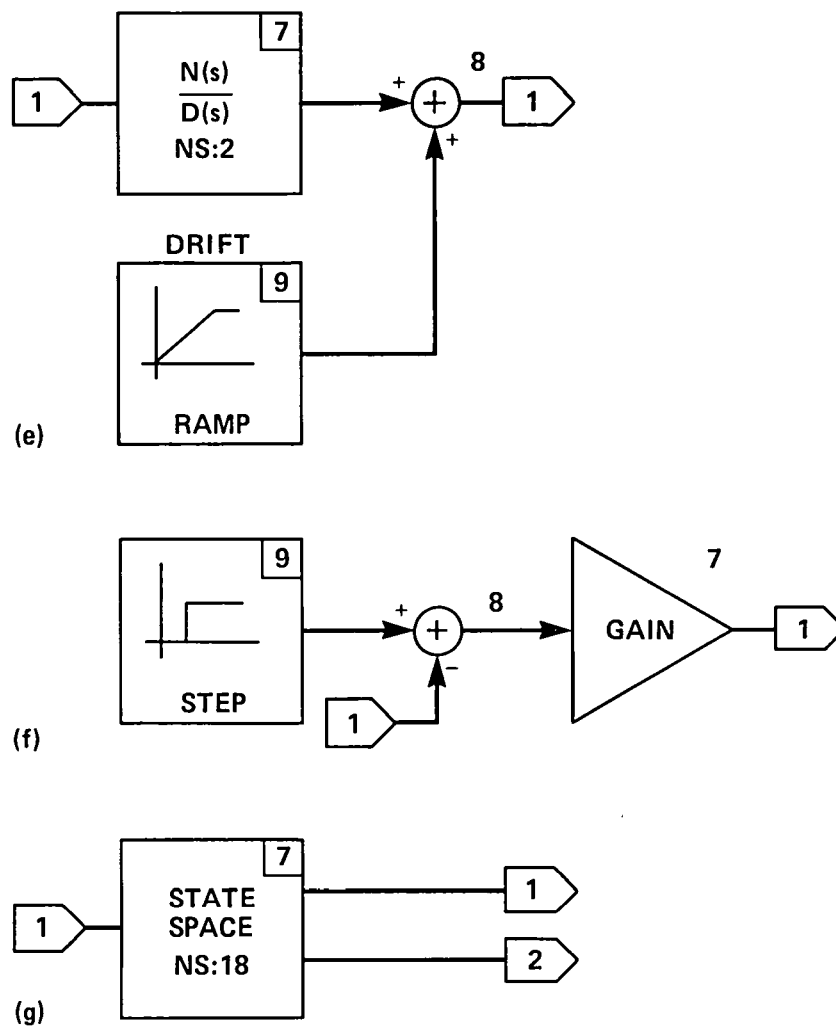 7
8
1
N(s)
D(s)
NS:2
+
+
1
DRIFT
9
RAMP
(e)
9
STEP
+
8
−
1
7
GAIN
1
(f)
7
1
STATE
SPACE
NS:18
1
2
(g)